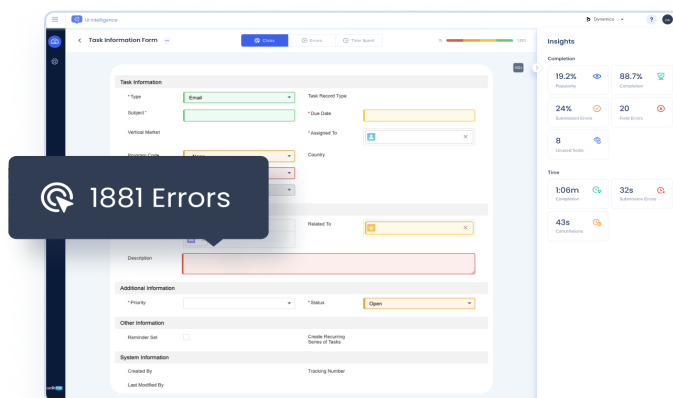 UI Intelligence
Dynamics
?
Task Information Form
Clicks
Errors
Time Spent
Insights
Completion
19.2%
Popularity
88.7%
Completion
24%
Submission Errors
20
Field Errors
8
Unused fields
Time
1:06m
Completion
32s
Submission Errors
43s
Cancellations
Task Information
* Type
Email
Task Record Type
Subject *
* Due Date
Vertical Market
* Assigned To
Program Code
Country
1881 Errors
Related To
Description
Additional Information
* Priority
* Status
Open
Other Information
Reminder Set
Create Recurring
Series of Tasks
System Information
Created By
Tracking Number
Last Modified By